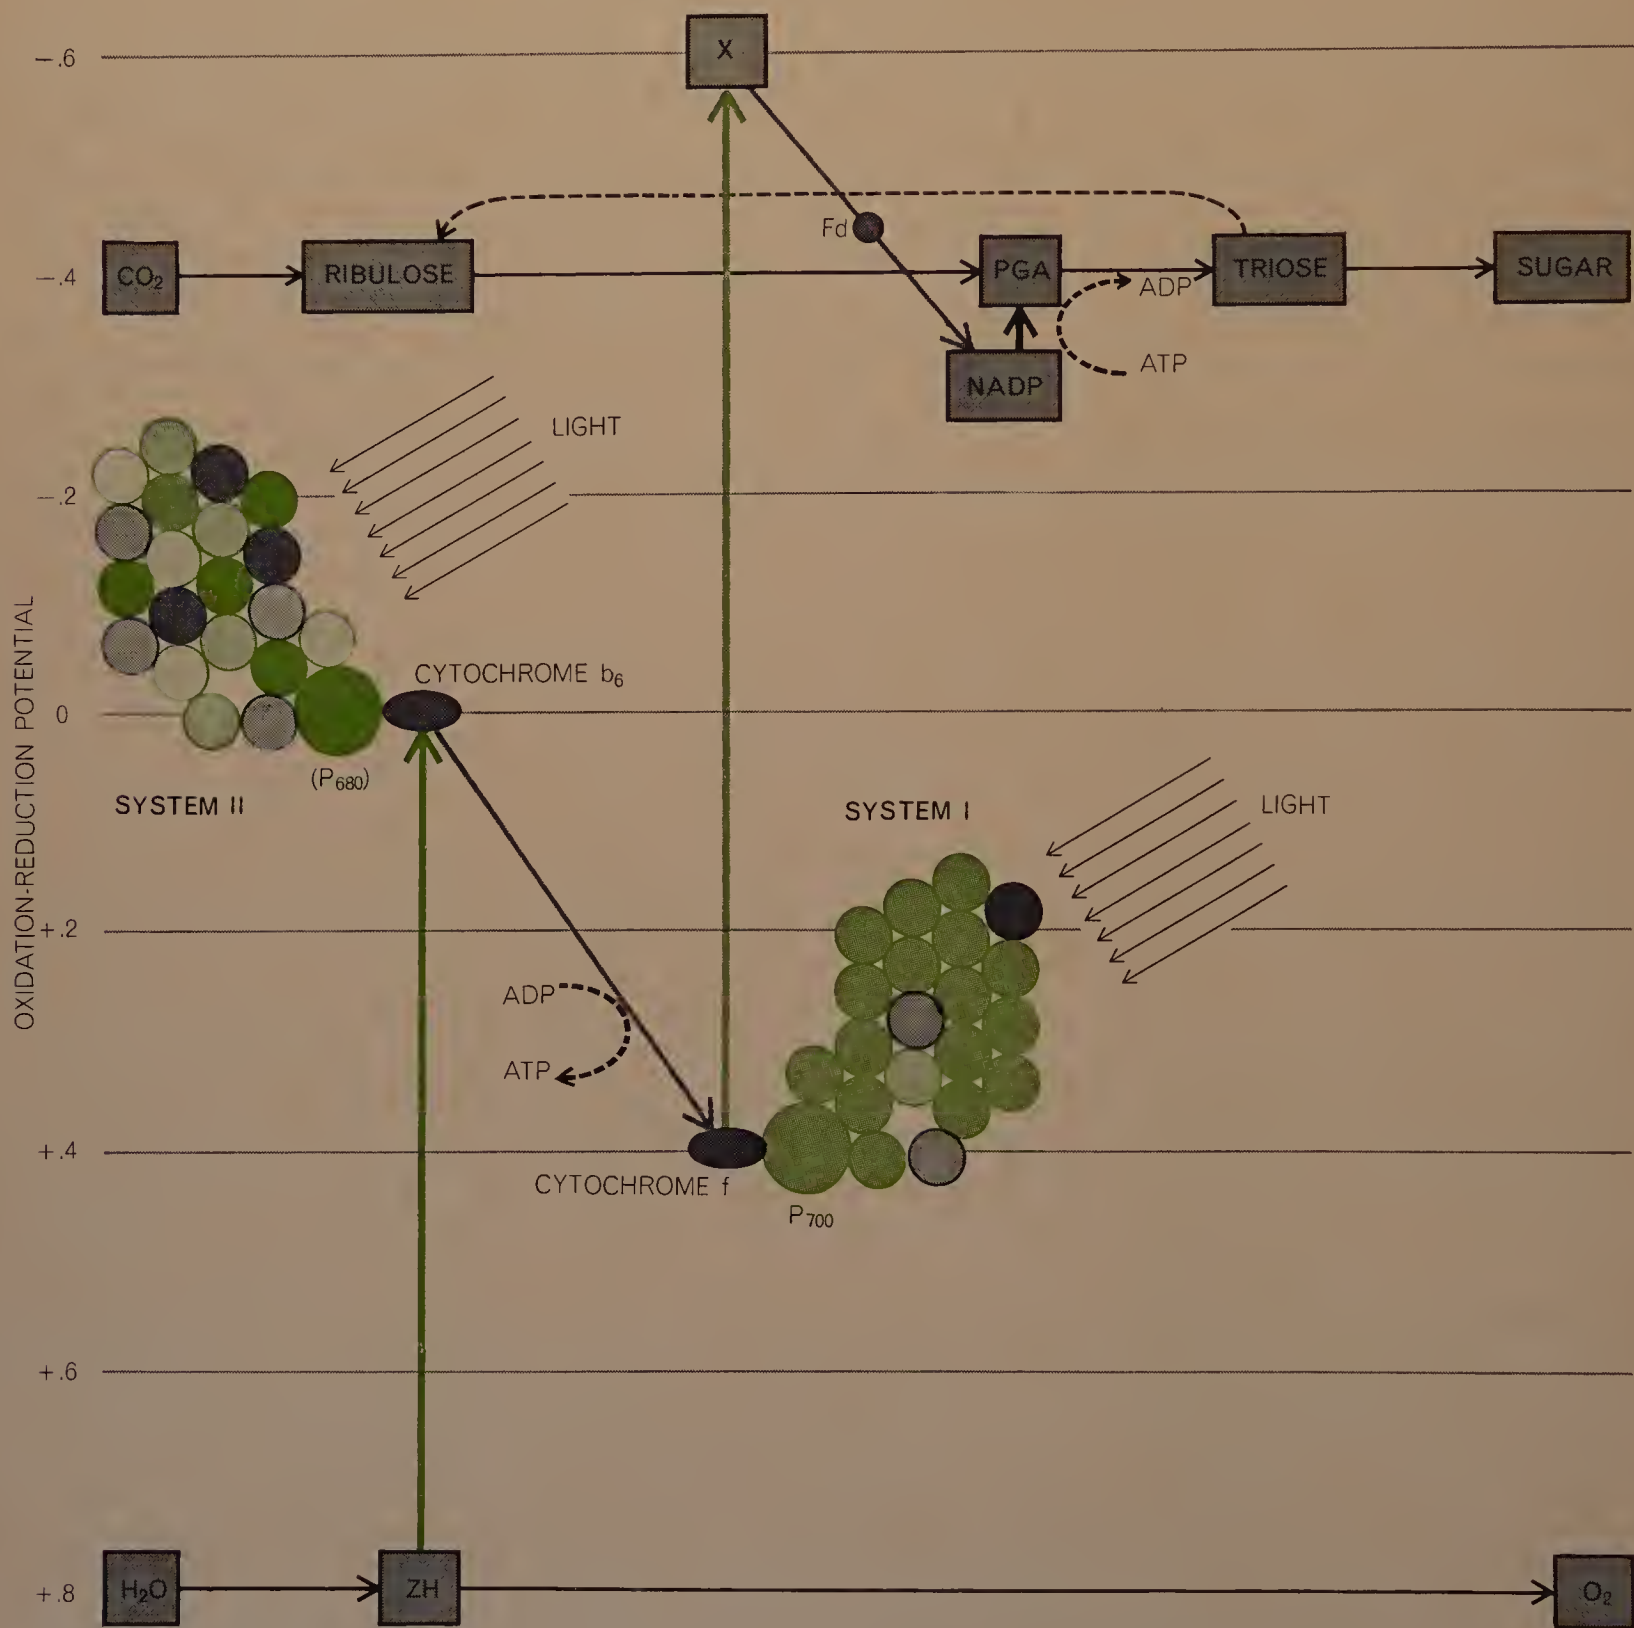 X
−.6
Fd
CO₂
RIBULOSE
PGA
TRIOSE
SUGAR
−.4
ADP
ATP
NADP
LIGHT
−.2
OXIDATION-REDUCTION POTENTIAL
CYTOCHROME b₆
0
(P₆₈₀)
SYSTEM II
SYSTEM I
LIGHT
+.2
ADP
ATP
+.4
CYTOCHROME f
P₇₀₀
+.6
+.8
H₂O
ZH
O₂